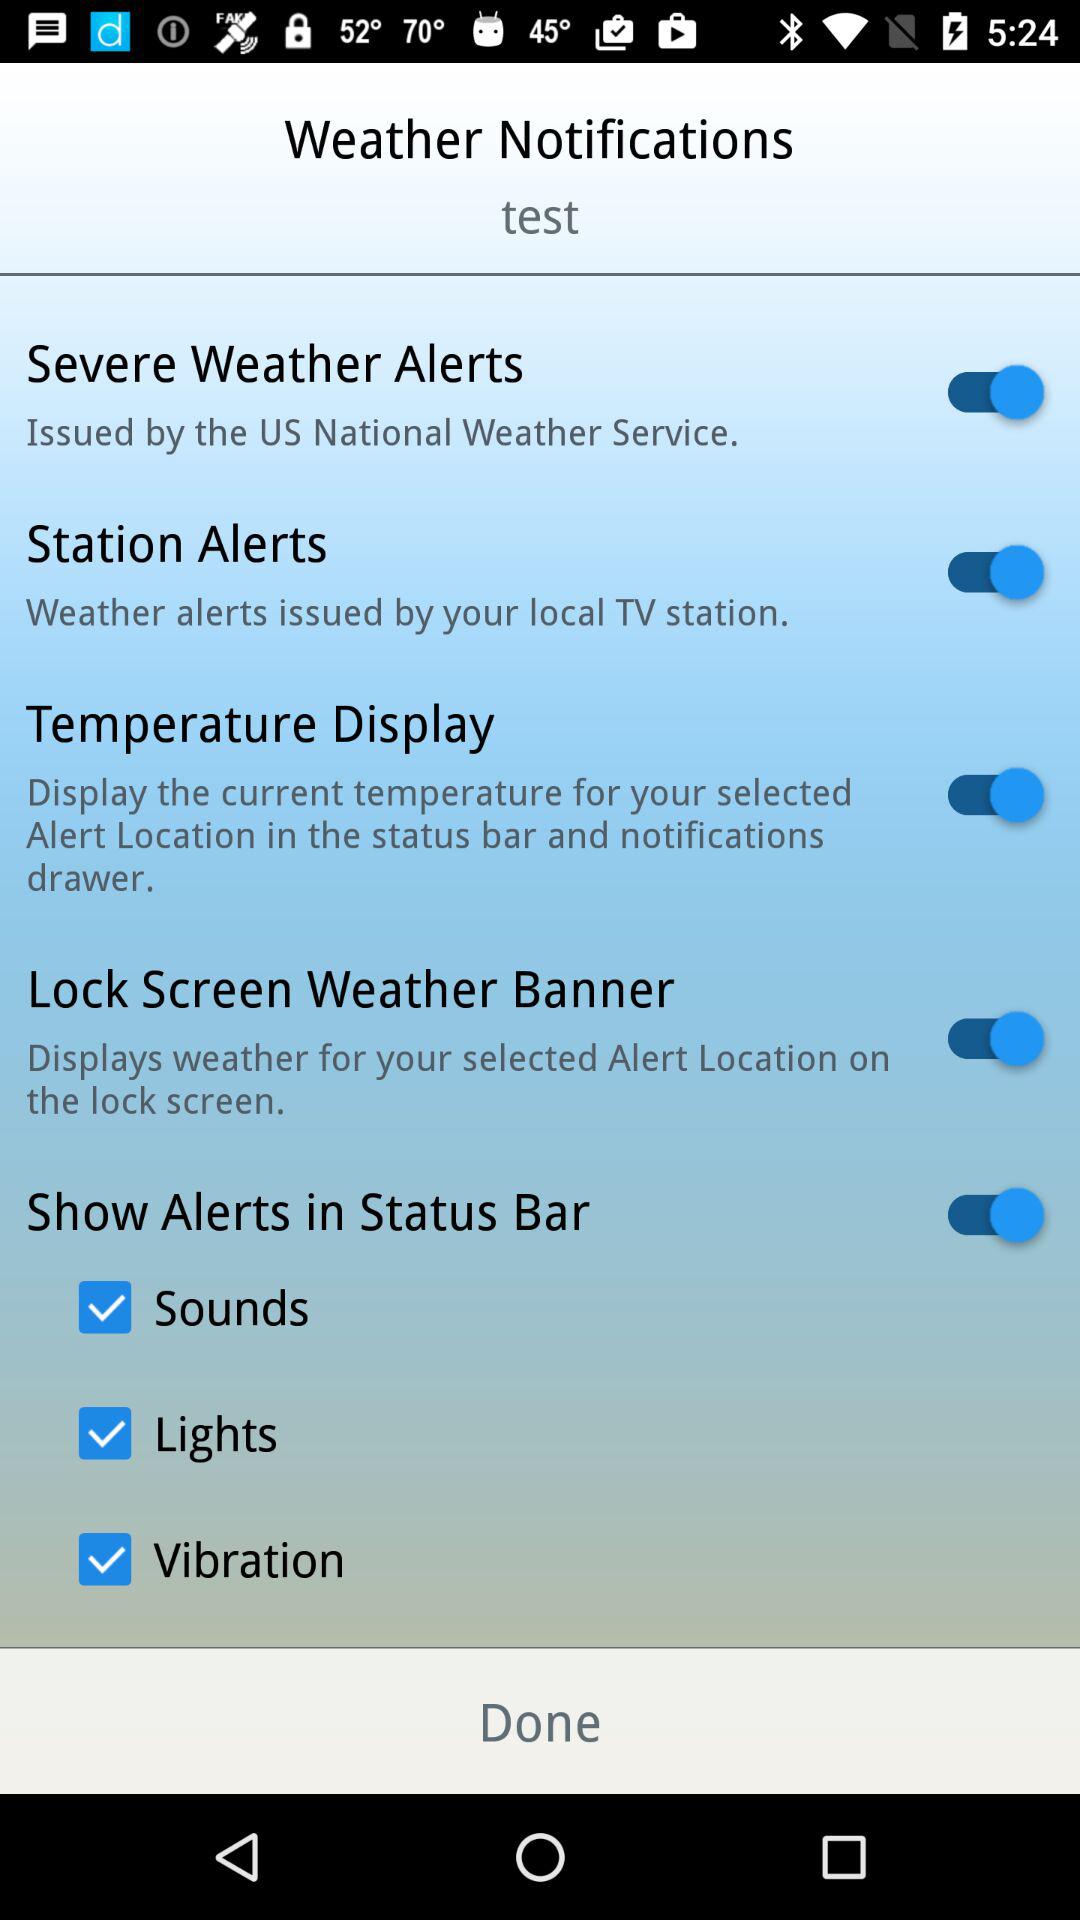 FAKE 52° 70° 45° 5:24
Weather Notifications
test
Severe Weather Alerts
Issued by the US National Weather Service.
Station Alerts
Weather alerts issued by your local TV station.
Temperature Display
Display the current temperature for your selected
Alert Location in the status bar and notifications
drawer.
Lock Screen Weather Banner
Displays weather for your selected Alert Location on
the lock screen.
Show Alerts in Status Bar
Sounds
Lights
Vibration
Done